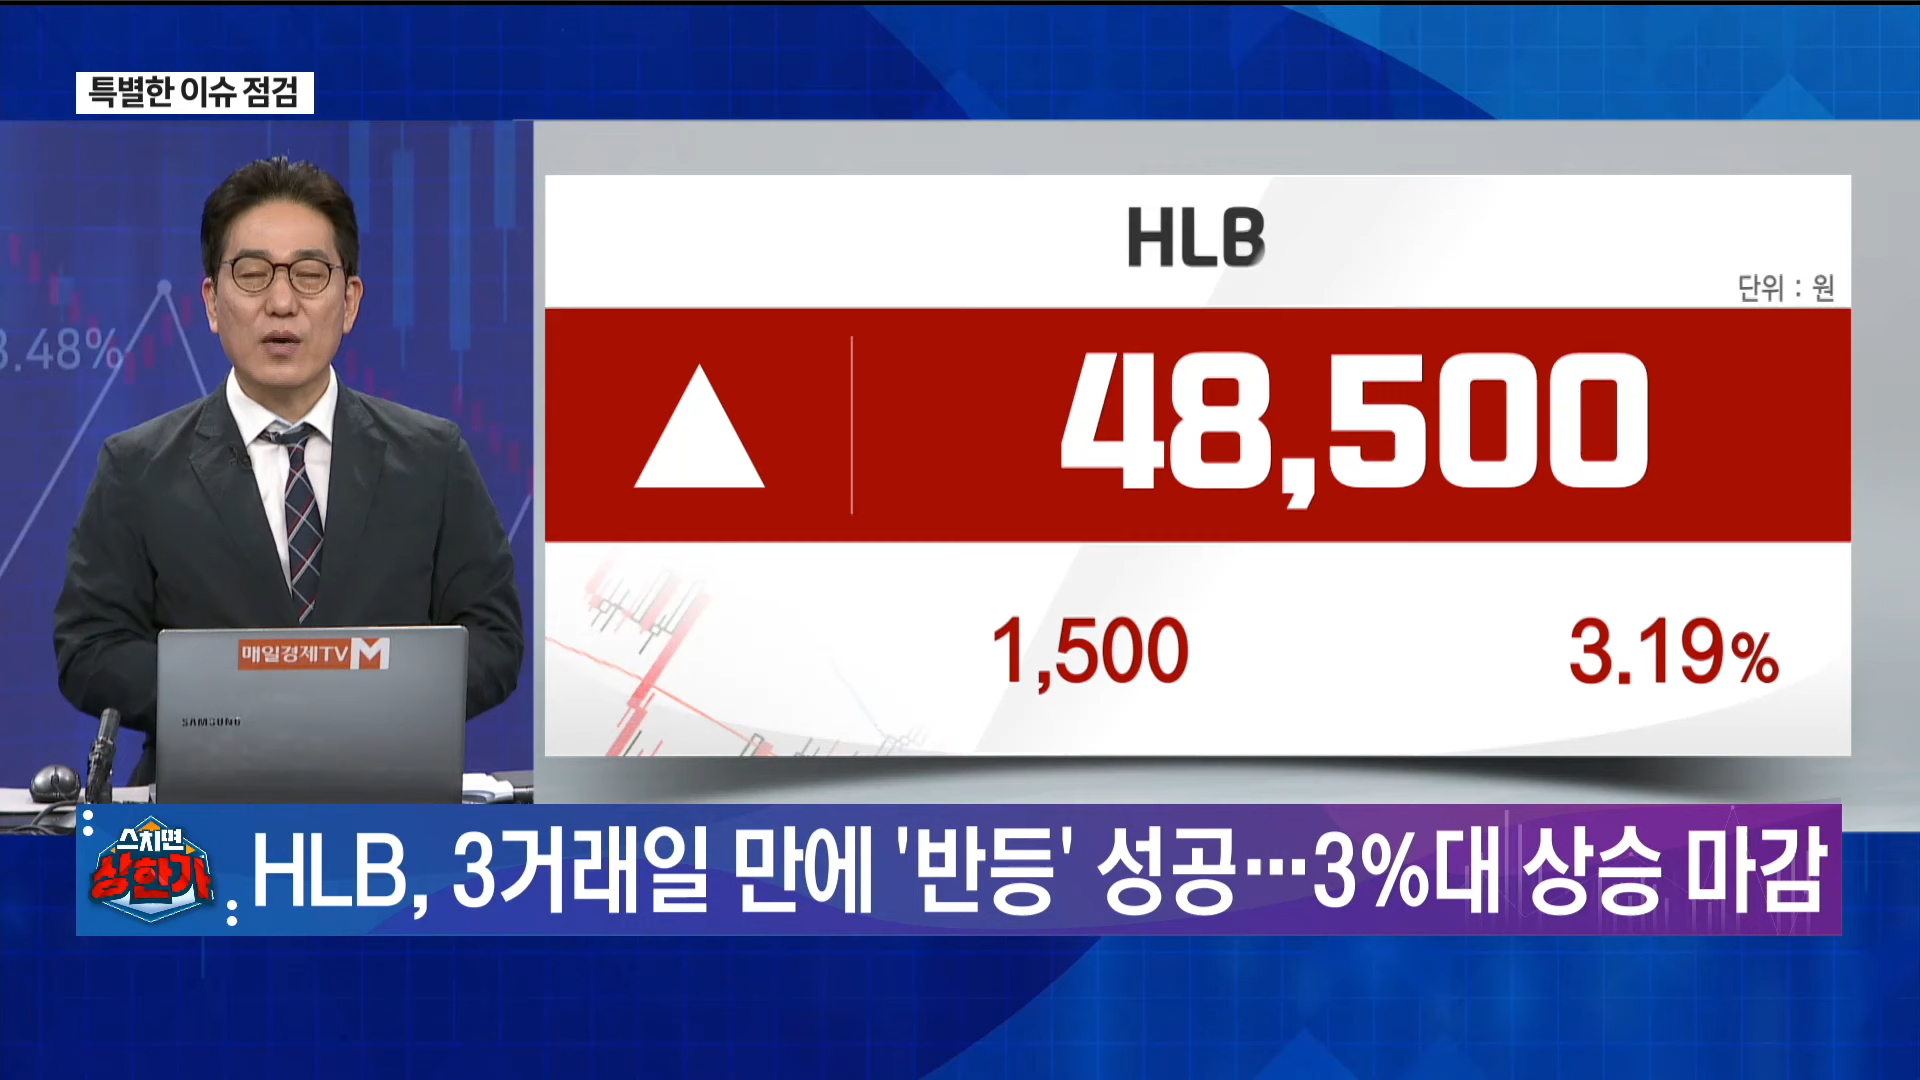 특별한 이슈 점검
HLB
단위 : 원
▲ 48,500
1,500 3.19%
3.48%
매일경제TV M
SAMSUNG
스치면
상한가
HLB, 3거래일 만에 '반등' 성공…3%대 상승 마감